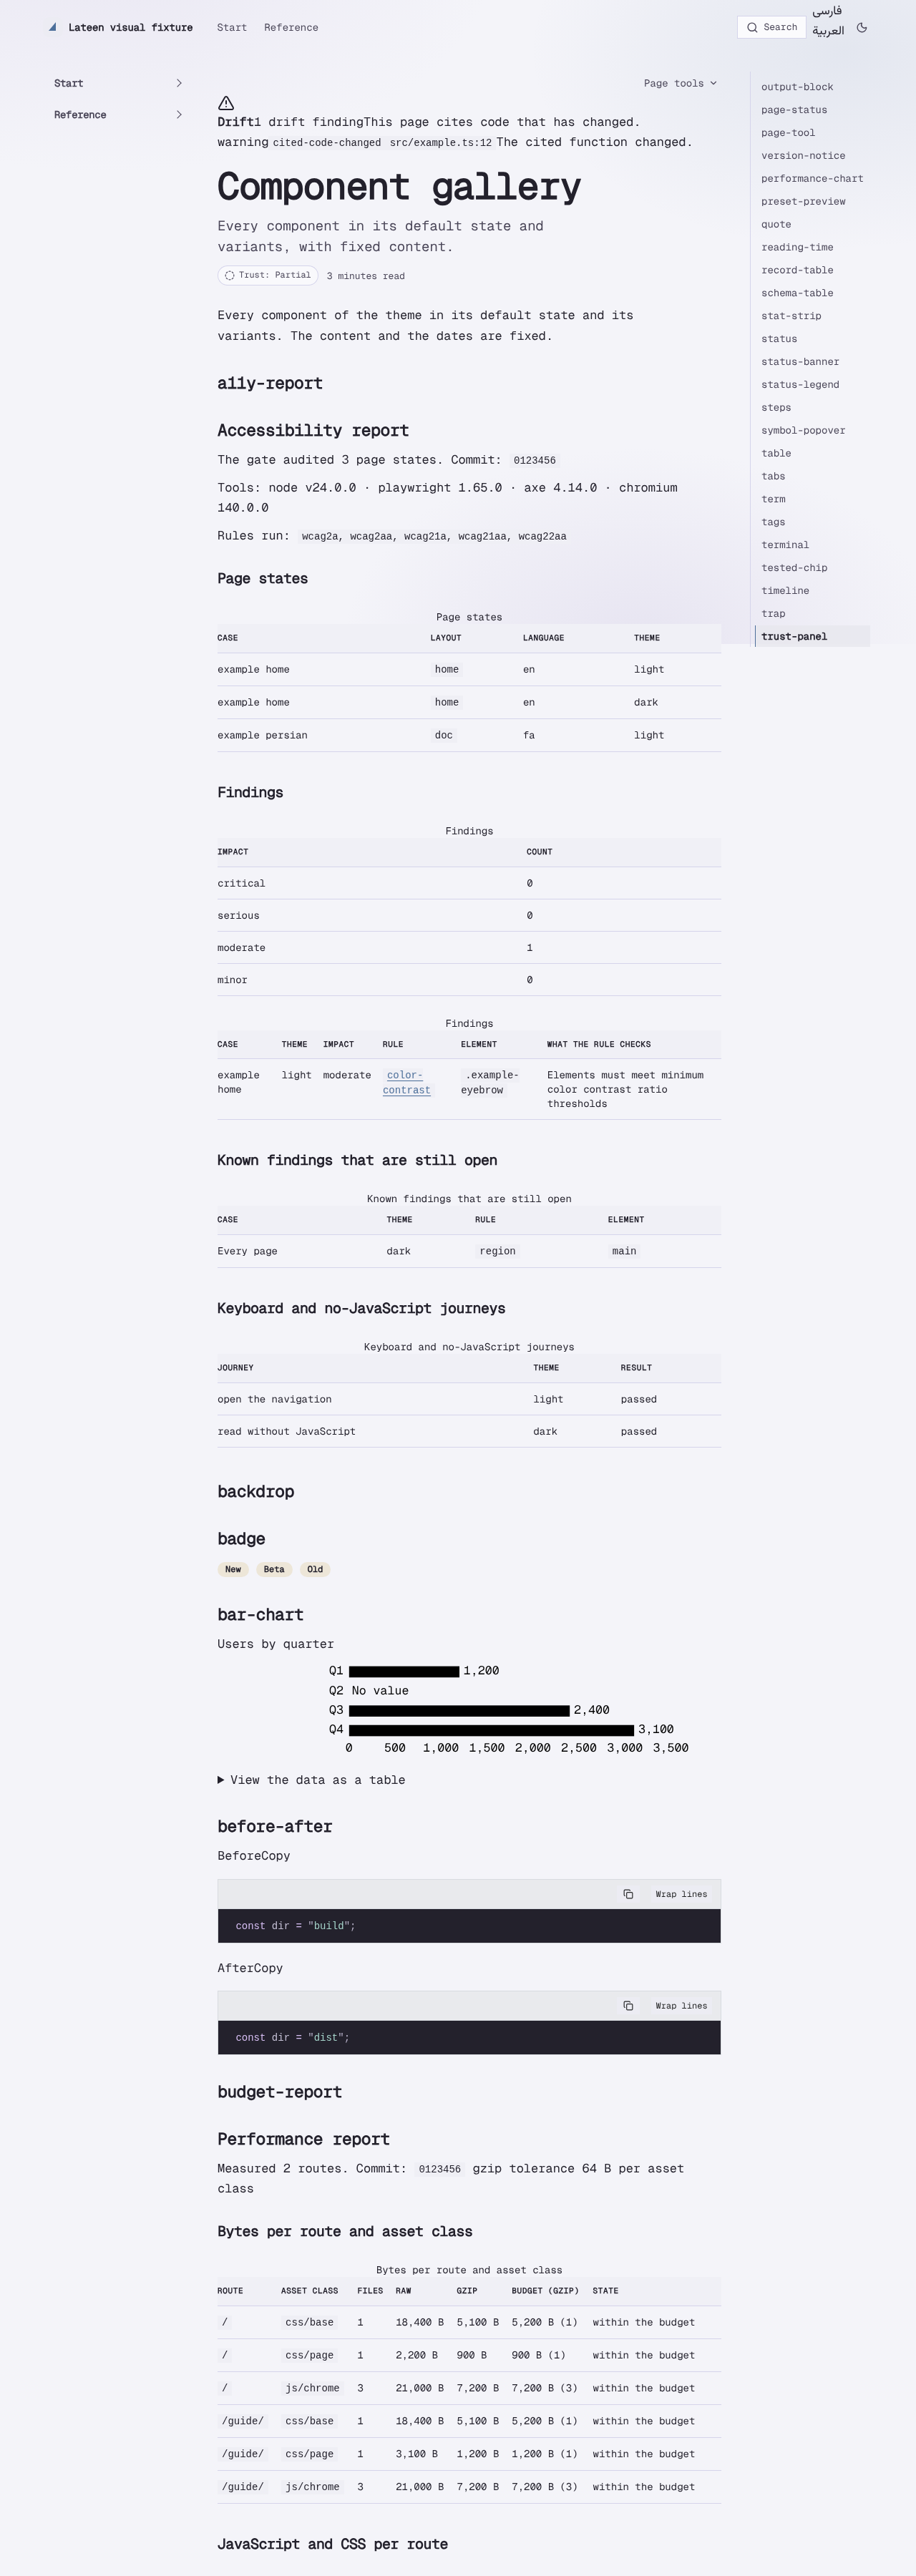 Lateen visual fixture
Start
Reference
Search
فارسی
العربية
Start
Reference
Page tools
Drift1 drift findingThis page cites code that has changed.
warning cited-code-changed src/example.ts:12 The cited function changed.
Component gallery
Every component in its default state and
variants, with fixed content.
Trust: Partial
3 minutes read
Every component of the theme in its default state and its
variants. The content and the dates are fixed.
a11y-report
Accessibility report
The gate audited 3 page states. Commit: 0123456
Tools: node v24.0.0 · playwright 1.65.0 · axe 4.14.0 · chromium
140.0.0
Rules run: wcag2a, wcag2aa, wcag21a, wcag21aa, wcag22aa
Page states
Page states
CASE LAYOUT LANGUAGE THEME
example home home en light
example home home en dark
example persian doc fa light
Findings
Findings
IMPACT COUNT
critical 0
serious 0
moderate 1
minor 0
Findings
CASE THEME IMPACT RULE ELEMENT WHAT THE RULE CHECKS
example light moderate color- .example- Elements must meet minimum
home contrast eyebrow color contrast ratio
thresholds
Known findings that are still open
Known findings that are still open
CASE THEME RULE ELEMENT
Every page dark region main
Keyboard and no-JavaScript journeys
Keyboard and no-JavaScript journeys
JOURNEY THEME RESULT
open the navigation light passed
read without JavaScript dark passed
backdrop
badge
New Beta Old
bar-chart
Users by quarter
Q1 1,200
Q2 No value
Q3 2,400
Q4 3,100
0 500 1,000 1,500 2,000 2,500 3,000 3,500
View the data as a table
before-after
BeforeCopy
Wrap lines
const dir = "build";
AfterCopy
Wrap lines
const dir = "dist";
budget-report
Performance report
Measured 2 routes. Commit: 0123456 gzip tolerance 64 B per asset
class
Bytes per route and asset class
Bytes per route and asset class
ROUTE ASSET CLASS FILES RAW GZIP BUDGET (GZIP) STATE
/ css/base 1 18,400 B 5,100 B 5,200 B (1) within the budget
/ css/page 1 2,200 B 900 B 900 B (1) within the budget
/ js/chrome 3 21,000 B 7,200 B 7,200 B (3) within the budget
/guide/ css/base 1 18,400 B 5,100 B 5,200 B (1) within the budget
/guide/ css/page 1 3,100 B 1,200 B 1,200 B (1) within the budget
/guide/ js/chrome 3 21,000 B 7,200 B 7,200 B (3) within the budget
JavaScript and CSS per route
output-block
page-status
page-tool
version-notice
performance-chart
preset-preview
quote
reading-time
record-table
schema-table
stat-strip
status
status-banner
status-legend
steps
symbol-popover
table
tabs
term
tags
terminal
tested-chip
timeline
trap
trust-panel